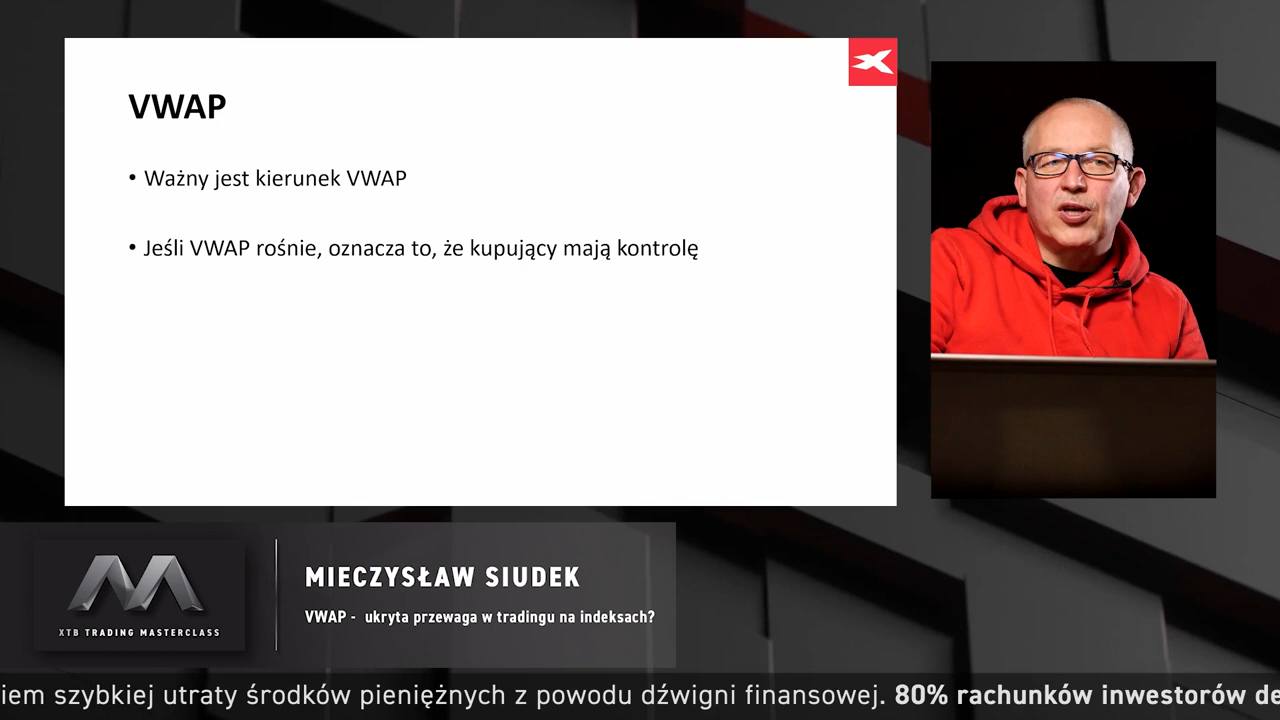 VWAP
• Ważny jest kierunek VWAP
• Jeśli VWAP rośnie, oznacza to, że kupujący mają kontrolę
XTB TRADING MASTERCLASS
MIECZYSŁAW SIUDEK
VWAP - ukryta przewaga w tradingu na indeksach?
iem szybkiej utraty środków pieniężnych z powodu dźwigni finansowej. 80% rachunków inwestorów de